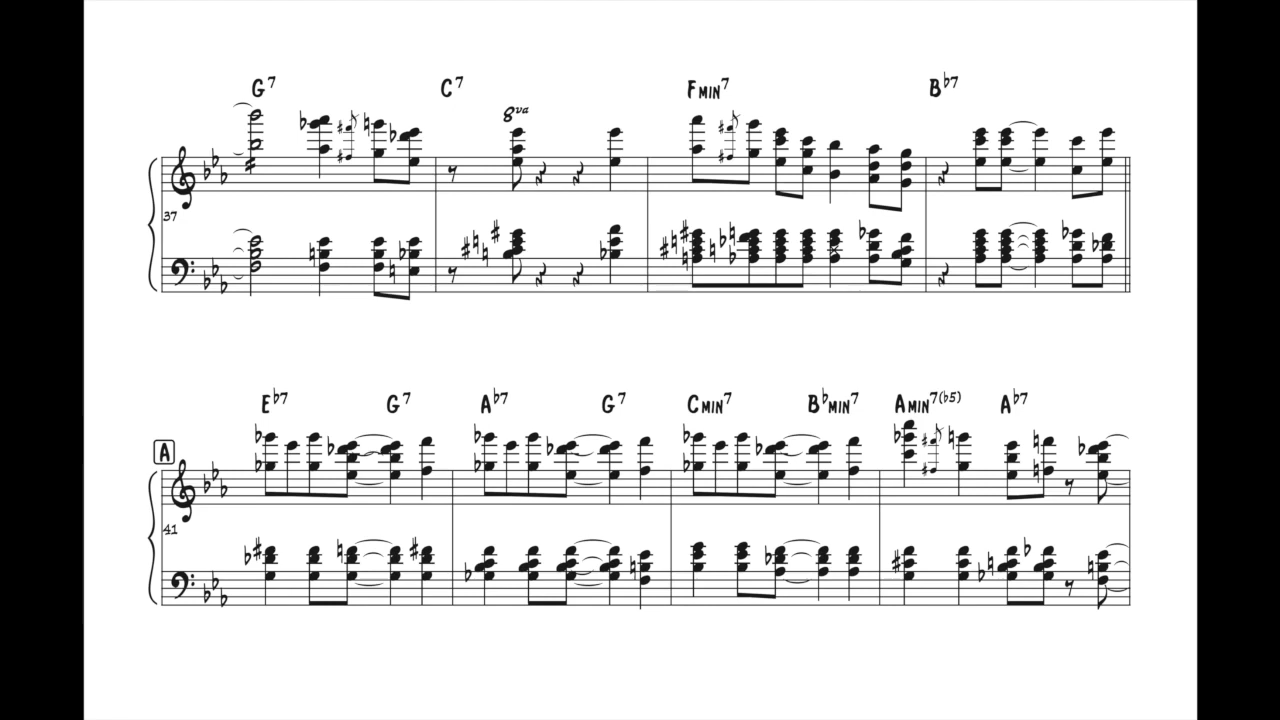 G7 C7 FMIN7 B♭7
8va
37
E♭7 G7 A♭7 G7 CMIN7 B♭MIN7 AMIN7(♭5) A♭7
A
41